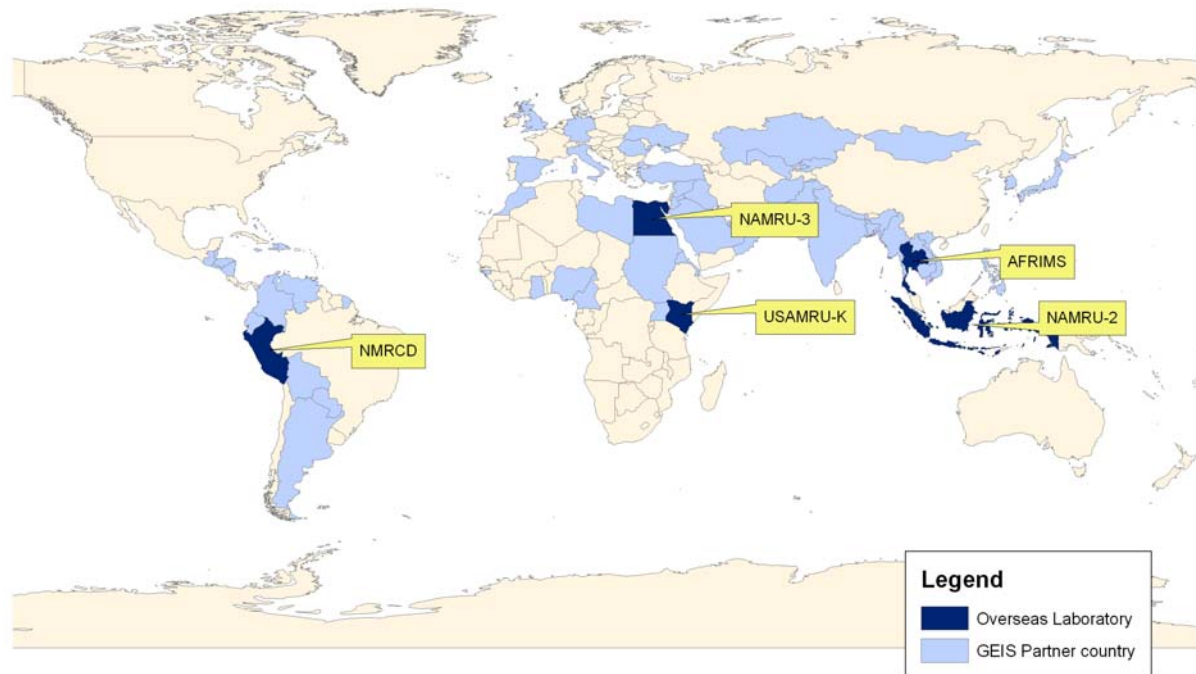 NAMRU-3
AFRIMS
USAMRU-K
NAMRU-2
NMRCD
Legend
Overseas Laboratory
GEIS Partner country